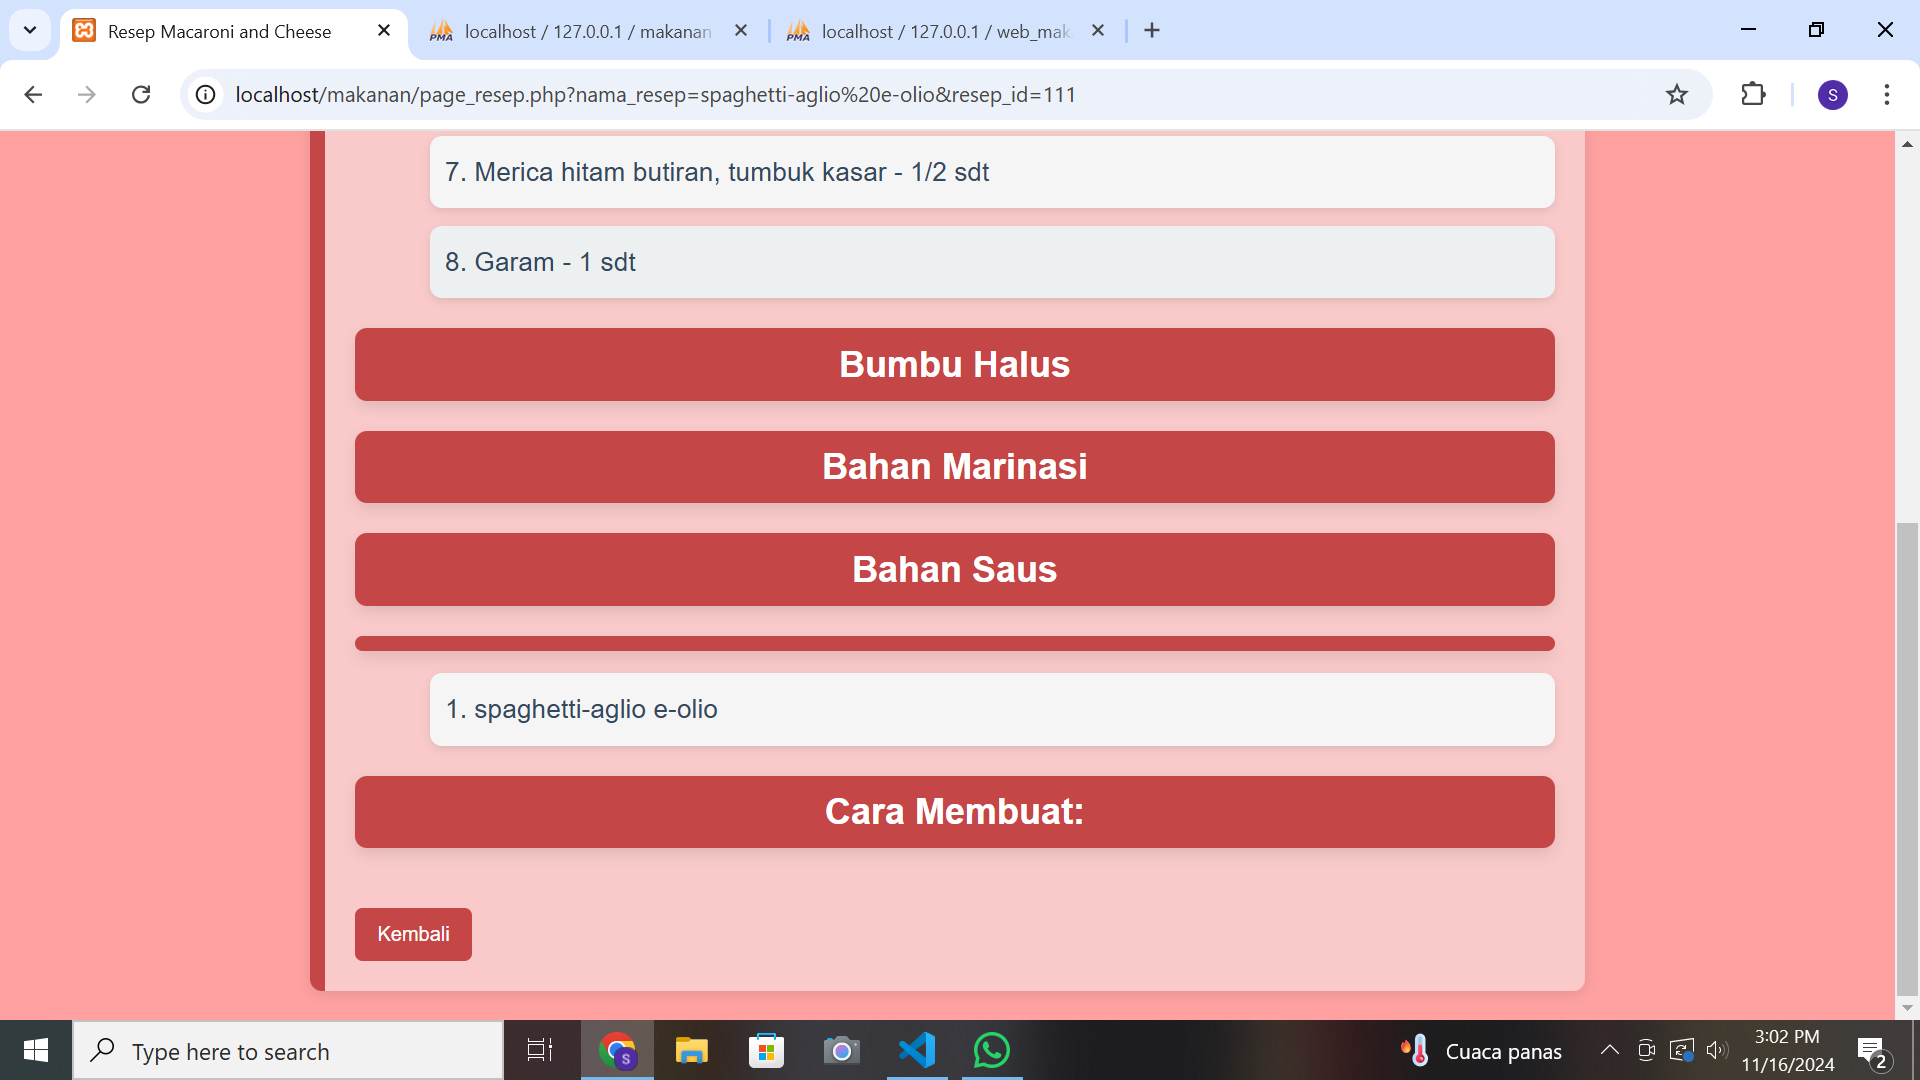 Resep Macaroni and Cheese
localhost / 127.0.0.1 / makanan
localhost / 127.0.0.1 / web_mak
localhost/makanan/page_resep.php?nama_resep=spaghetti-aglio%20e-olio&resep_id=111
S
7. Merica hitam butiran, tumbuk kasar - 1/2 sdt
8. Garam - 1 sdt
Bumbu Halus
Bahan Marinasi
Bahan Saus
1. spaghetti-aglio e-olio
Cara Membuat:
Kembali
Type here to search
S
Cuaca panas
3:02 PM
11/16/2024
2